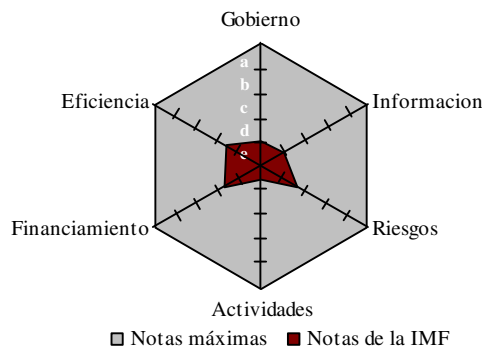 Gobierno
a
b
c
d
e
Eficiencia
Informacion
Financiamiento
Riesgos
Actividades
Notas máximas
Notas de la IMF